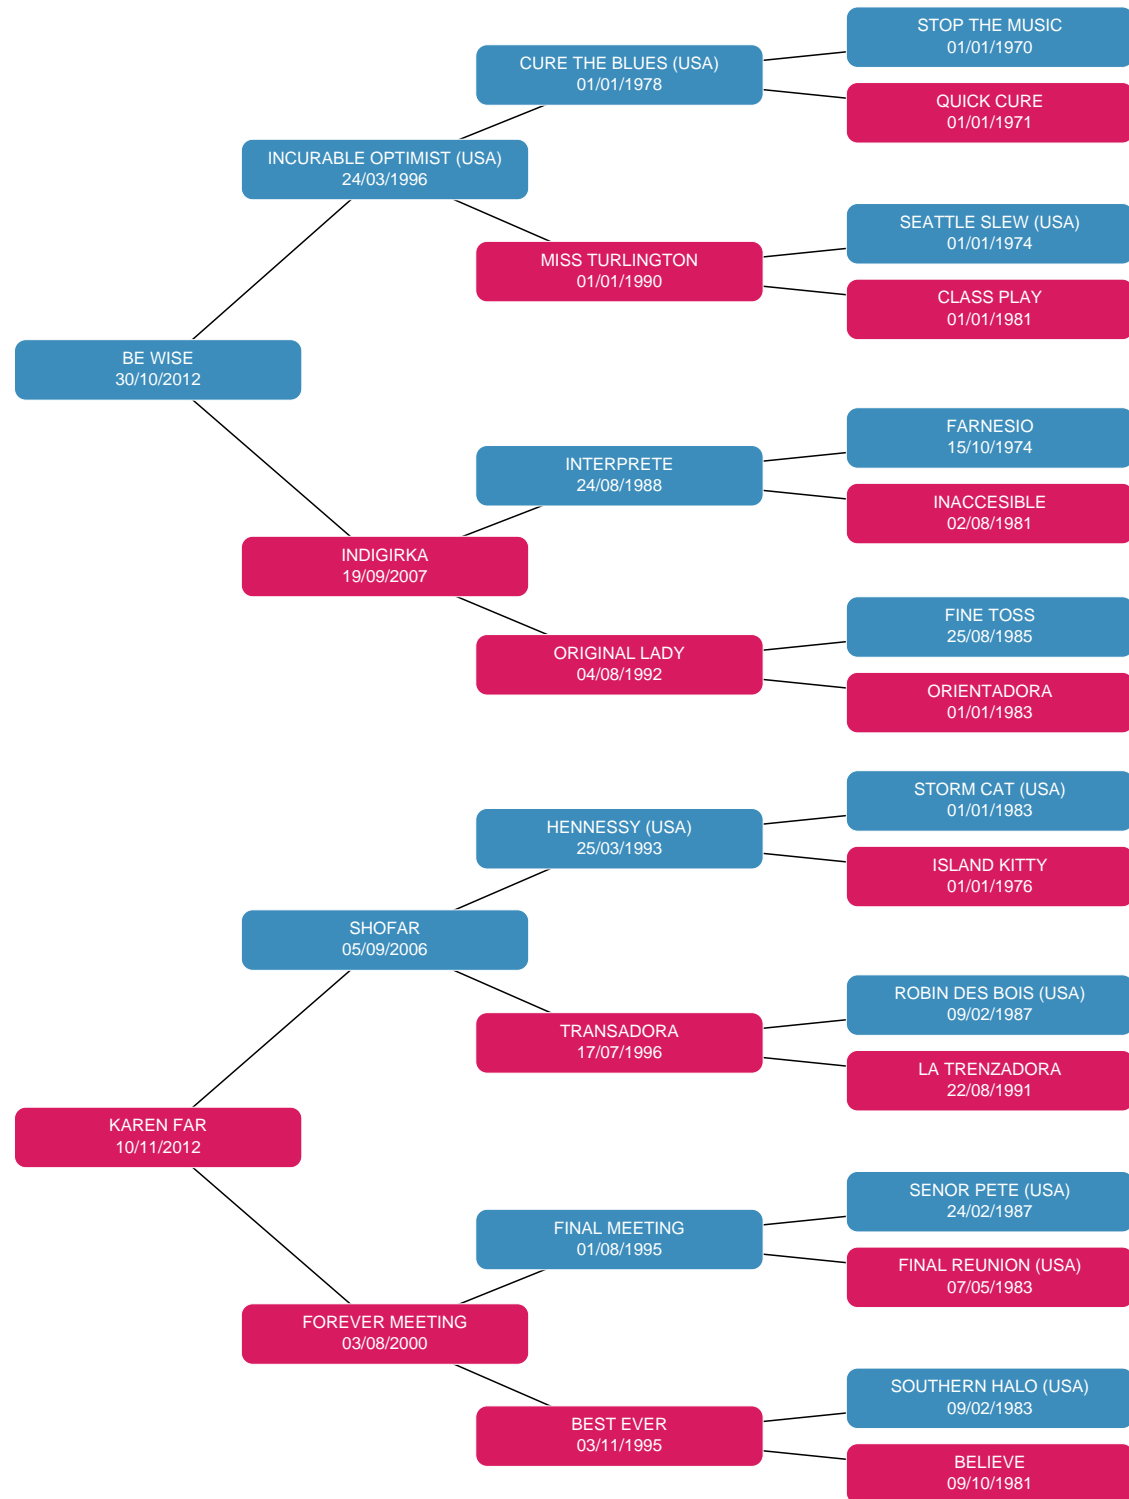 STOP THE MUSIC
01/01/1970
CURE THE BLUES (USA)
01/01/1978
QUICK CURE
01/01/1971
INCURABLE OPTIMIST (USA)
24/03/1996
SEATTLE SLEW (USA)
01/01/1974
MISS TURLINGTON
01/01/1990
CLASS PLAY
01/01/1981
BE WISE
30/10/2012
FARNESIO
15/10/1974
INTERPRETE
24/08/1988
INACCESIBLE
02/08/1981
INDIGIRKA
19/09/2007
FINE TOSS
25/08/1985
ORIGINAL LADY
04/08/1992
ORIENTADORA
01/01/1983
STORM CAT (USA)
01/01/1983
HENNESSY (USA)
25/03/1993
ISLAND KITTY
01/01/1976
SHOFAR
05/09/2006
ROBIN DES BOIS (USA)
09/02/1987
TRANSADORA
17/07/1996
LA TRENZADORA
22/08/1991
KAREN FAR
10/11/2012
SENOR PETE (USA)
24/02/1987
FINAL MEETING
01/08/1995
FINAL REUNION (USA)
07/05/1983
FOREVER MEETING
03/08/2000
SOUTHERN HALO (USA)
09/02/1983
BEST EVER
03/11/1995
BELIEVE
09/10/1981